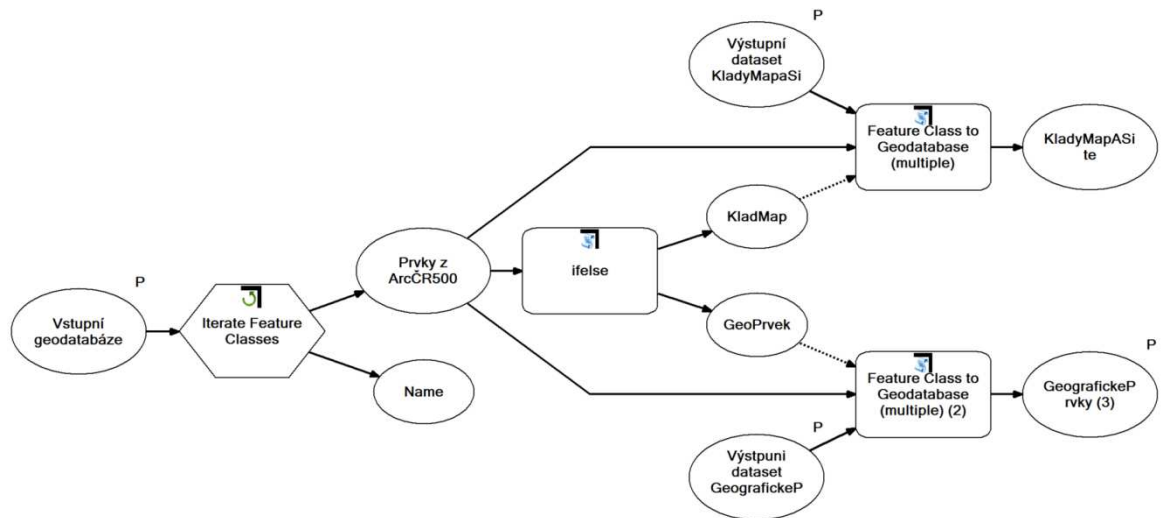 P
Výstupní
dataset
KladyMapaSi
Feature Class to
Geodatabase
(multiple)
KladyMapASi
te
KladMap
Prvky z
ArcČR500
ifelse
P
Vstupní
geodatabáze
Iterate Feature
Classes
GeoPrvek
Name
P
Feature Class to
Geodatabase
(multiple) (2)
GeografickeP
rvky (3)
P
Výstpuni
dataset
GeografickeP